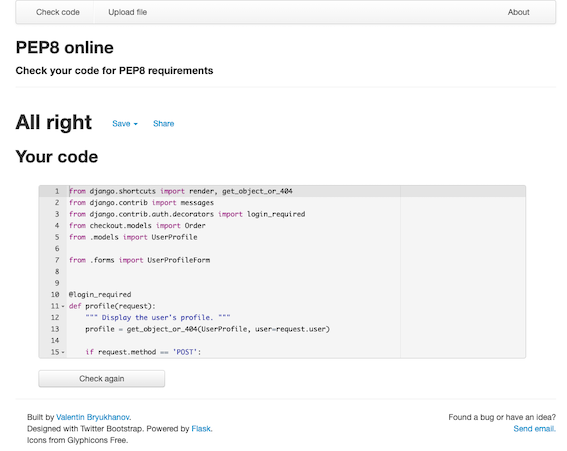 Check code Upload file About
PEP8 online
Check your code for PEP8 requirements
All right Save Share
Your code
1 from django.shortcuts import render, get_object_or_404
2 from django.contrib import messages
3 from django.contrib.auth.decorators import login_required
4 from checkout.models import Order
5 from .models import UserProfile
6
7 from .forms import UserProfileForm
8
9
10 @login_required
11 def profile(request):
12 """ Display the user's profile. """
13 profile = get_object_or_404(UserProfile, user=request.user)
14
15 if request.method == 'POST':
Check again
Built by Valentin Bryukhanov. Found a bug or have an idea?
Designed with Twitter Bootstrap. Powered by Flask. Send email.
Icons from Glyphicons Free.